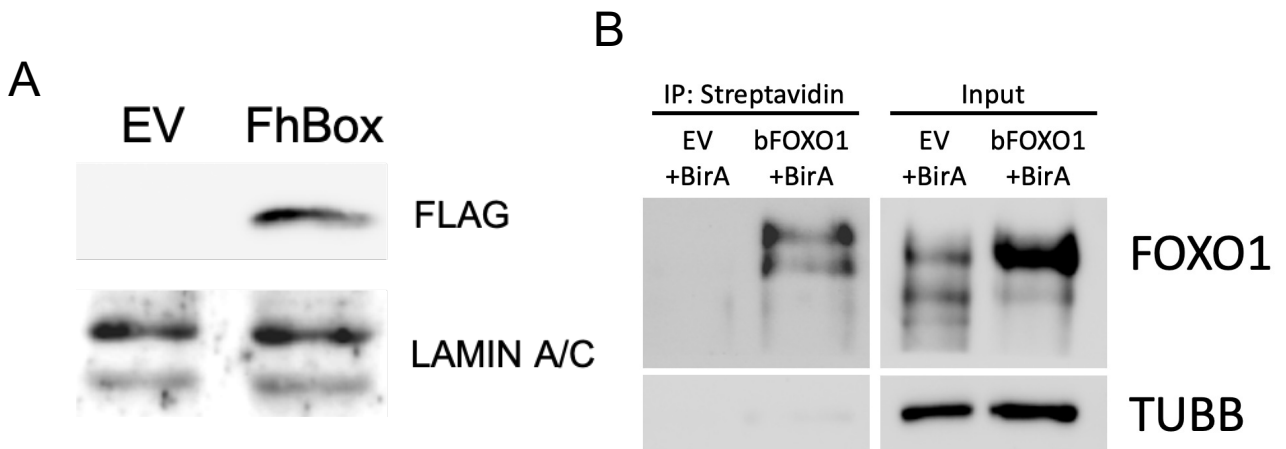 A
EV FhBox
FLAG
LAMIN A/C
B
IP: Streptavidin Input
EV bFOXO1 EV bFOXO1
+BirA +BirA +BirA +BirA
FOXO1
TUBB